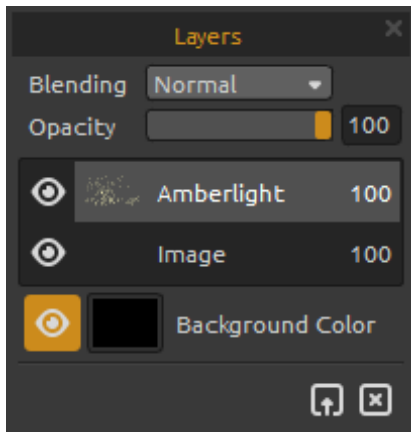 Layers
Blending Normal
Opacity 100
Amberlight 100
Image 100
Background Color